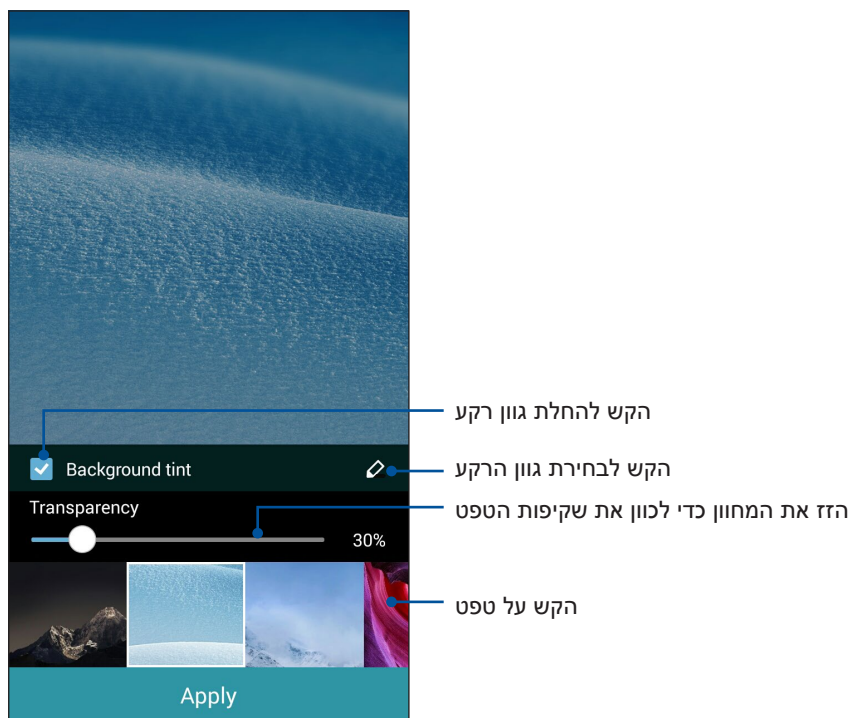 הקש להחלת גוון רקע
Background tint
הקש לבחירת גוון הרקע
Transparency
הזז את המחוון כדי לכוון את שקיפות הטפט
30%
הקש על טפט
Apply